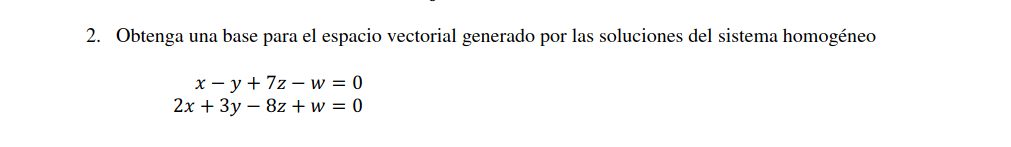 2. Obtenga una base para el espacio vectorial generado por las soluciones del sistema homogéneo
x − y + 7z − w = 0
2x + 3y − 8z + w = 0